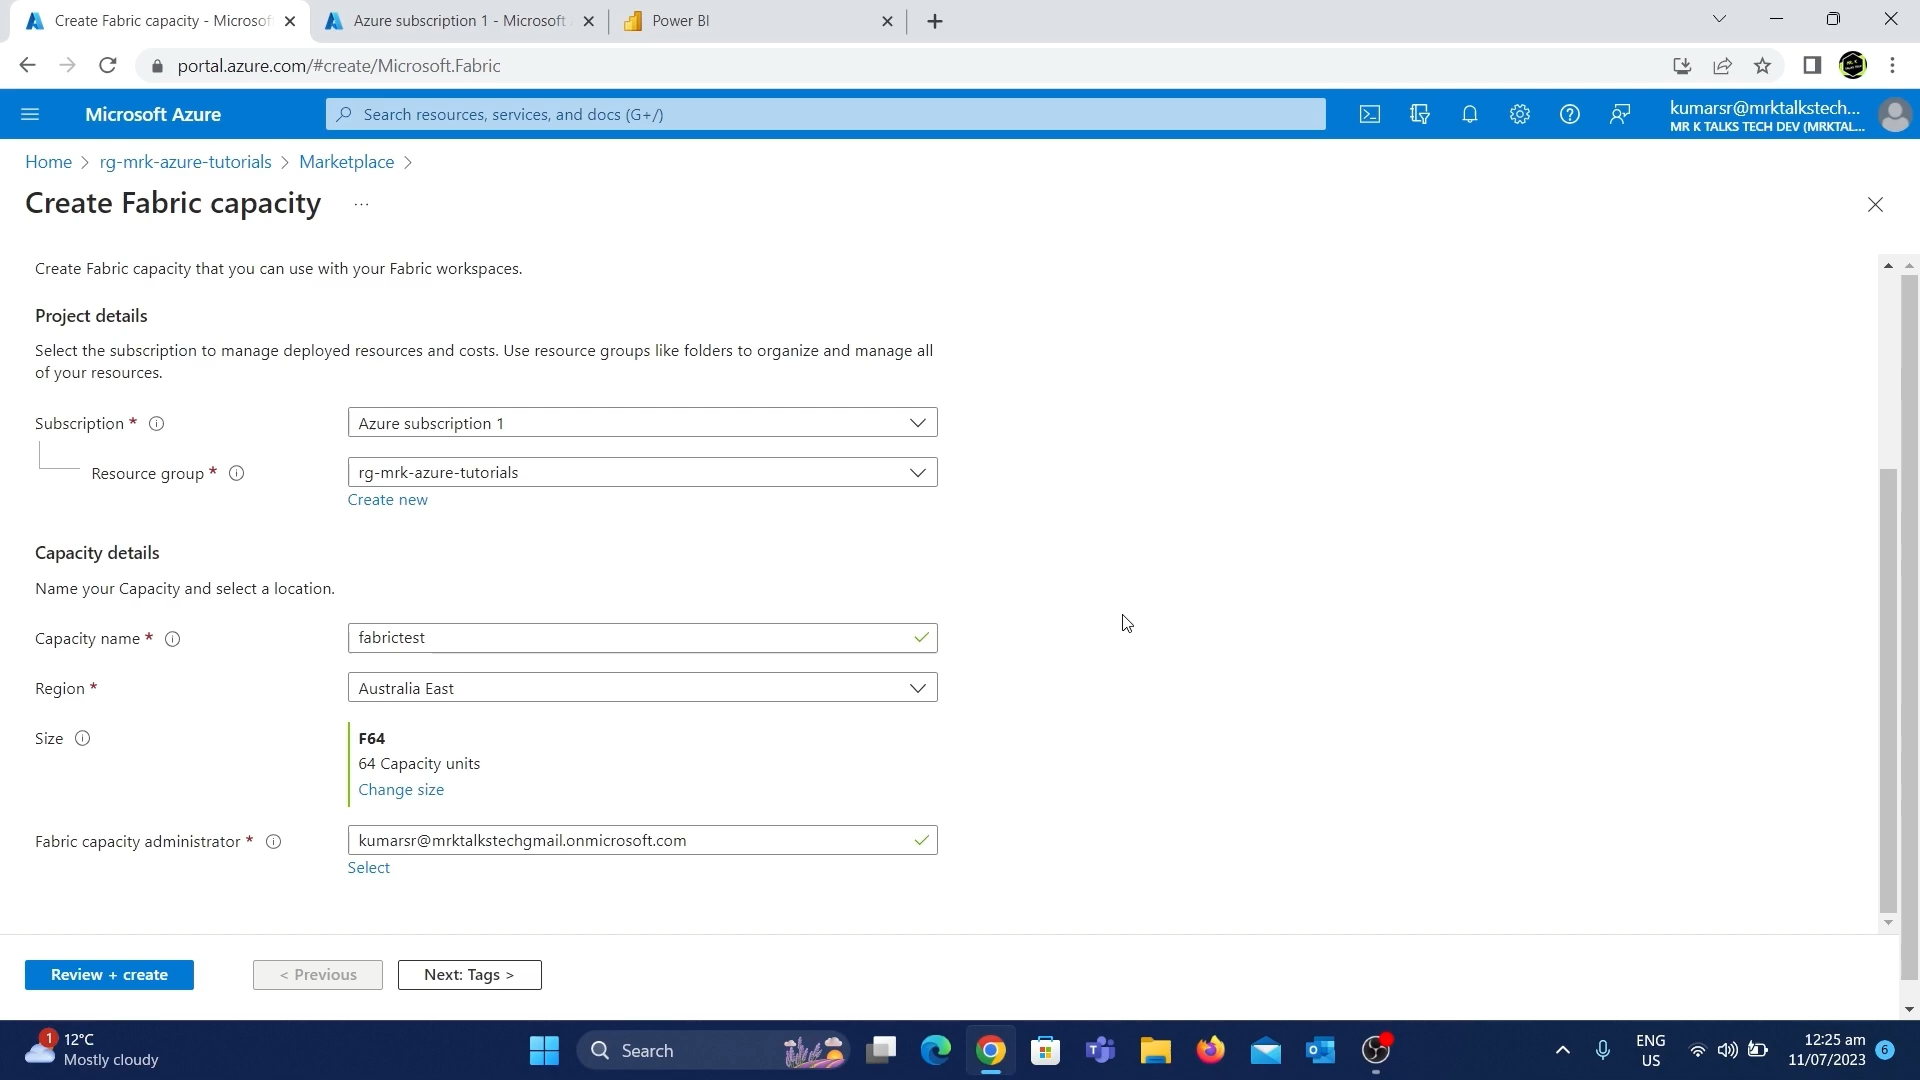 Create Fabric capacity - Microsof
Azure subscription 1 - Microsoft
Power BI
portal.azure.com/#create/Microsoft.Fabric
Microsoft Azure
Search resources, services, and docs (G+/)
kumarsr@mrktalkstech...
MR K TALKS TECH DEV (MRKTAL...
Home > rg-mrk-azure-tutorials > Marketplace >
Create Fabric capacity ...
Create Fabric capacity that you can use with your Fabric workspaces.
Project details
Select the subscription to manage deployed resources and costs. Use resource groups like folders to organize and manage all
of your resources.
Subscription *
Azure subscription 1
Resource group *
rg-mrk-azure-tutorials
Create new
Capacity details
Name your Capacity and select a location.
Capacity name *
fabrictest
Region *
Australia East
Size
F64
64 Capacity units
Change size
Fabric capacity administrator *
kumarsr@mrktalkstechgmail.onmicrosoft.com
Select
Review + create
< Previous
Next: Tags >
1
12°C
Mostly cloudy
Search
ENG
US
12:25 am
11/07/2023
6